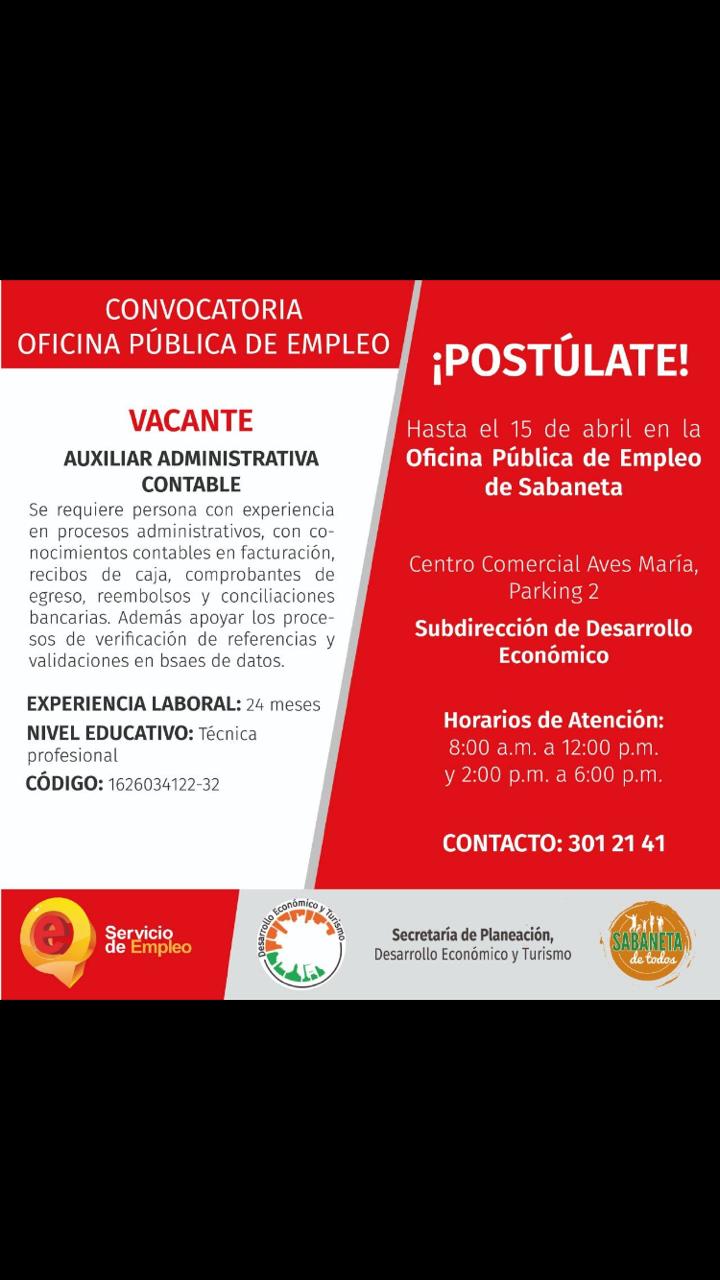 CONVOCATORIA
OFICINA PÚBLICA DE EMPLEO
VACANTE
AUXILIAR ADMINISTRATIVA
CONTABLE
Se requiere persona con experiencia
en procesos administrativos, con co-
nocimientos contables en facturación,
recibos de caja, comprobantes de
egreso, reembolsos y conciliaciones
bancarias. Además apoyar los proce-
sos de verificación de referencias y
validaciones en bsaes de datos.
EXPERIENCIA LABORAL: 24 meses
NIVEL EDUCATIVO: Técnica
profesional
CÓDIGO: 1626034122-32
¡POSTÚLATE!
Hasta el 15 de abril en la
Oficina Pública de Empleo
de Sabaneta
Centro Comercial Aves María,
Parking 2
Subdirección de Desarrollo
Económico
Horarios de Atención:
8:00 a.m. a 12:00 p.m.
y 2:00 p.m. a 6:00 p.m.
CONTACTO: 301 21 41
e
Servicio
de Empleo
Desarrollo Económico y Turismo
Secretaría de Planeación,
Desarrollo Económico y Turismo
SABANETA
de todos